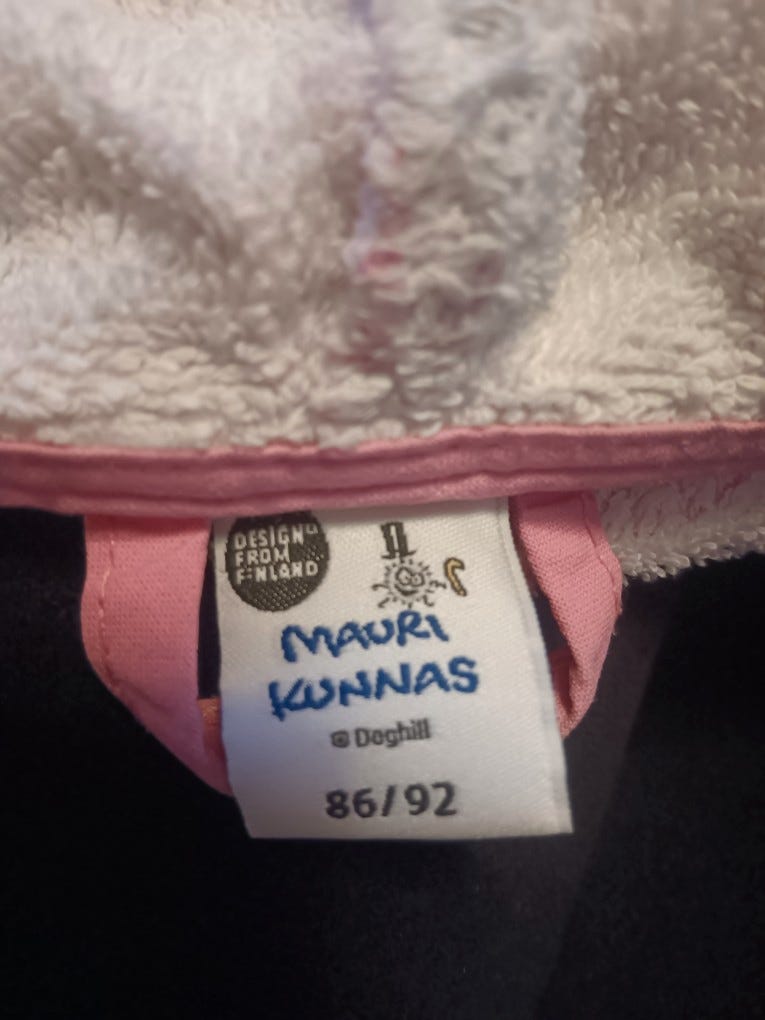 DESIGN
FROM
FINLAND
MAURI
KUNNAS
© Doghill
86/92